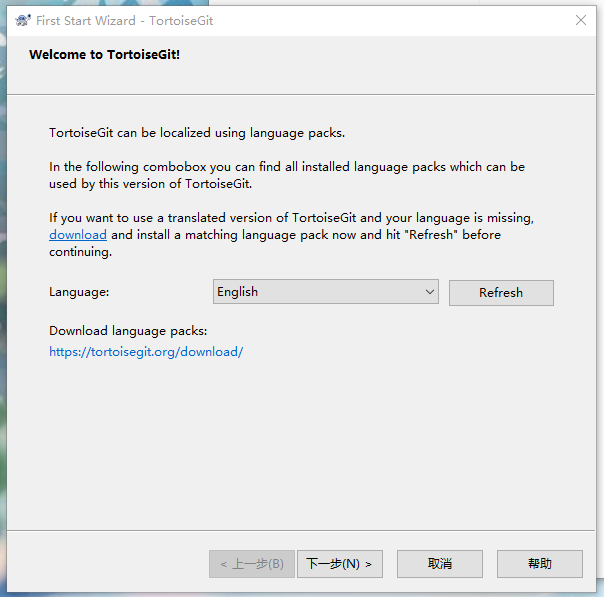 First Start Wizard - TortoiseGit
Welcome to TortoiseGit!
TortoiseGit can be localized using language packs.
In the following combobox you can find all installed language packs which can be
used by this version of TortoiseGit.
If you want to use a translated version of TortoiseGit and your language is missing,
download and install a matching language pack now and hit "Refresh" before
continuing.
Language: English Refresh
Download language packs:
https://tortoisegit.org/download/
< 上一步(B) 下一步(N) > 取消 帮助